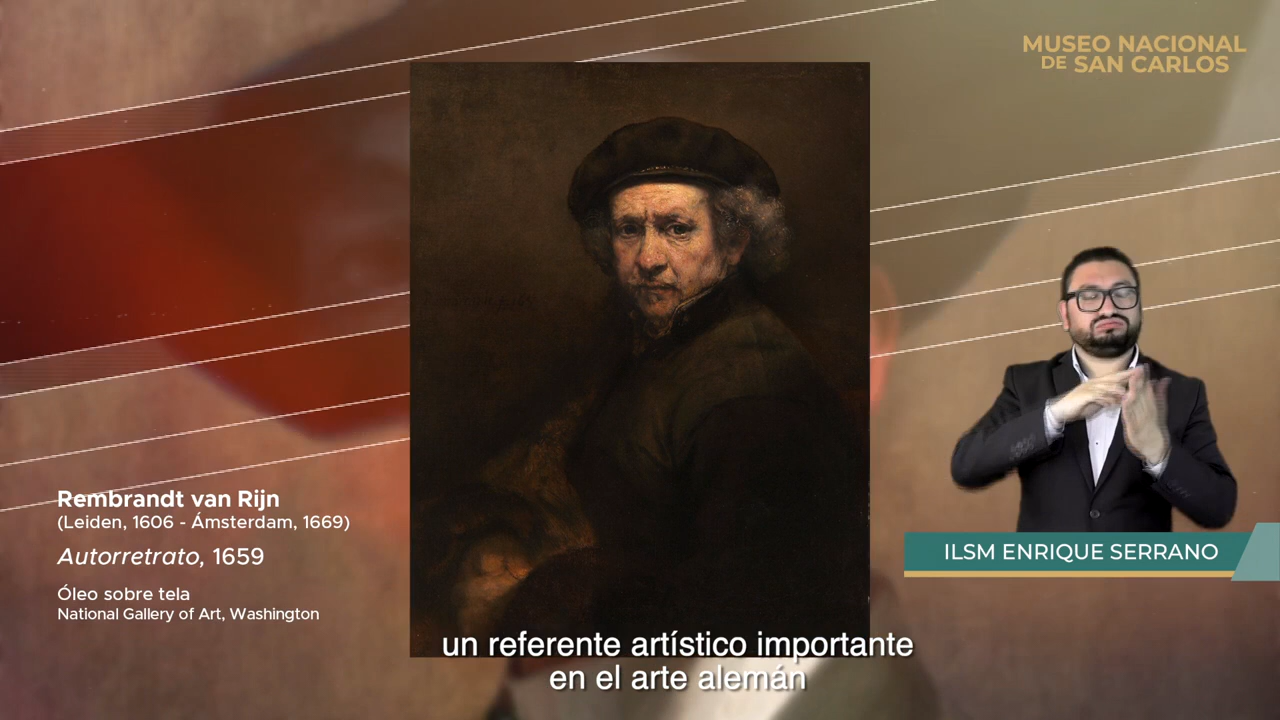 MUSEO NACIONAL
DE SAN CARLOS
Rembrandt van Rijn
(Leiden, 1606 - Ámsterdam, 1669)
Autorretrato, 1659
Óleo sobre tela
National Gallery of Art, Washington
ILSM ENRIQUE SERRANO
un referente artístico importante
en el arte alemán